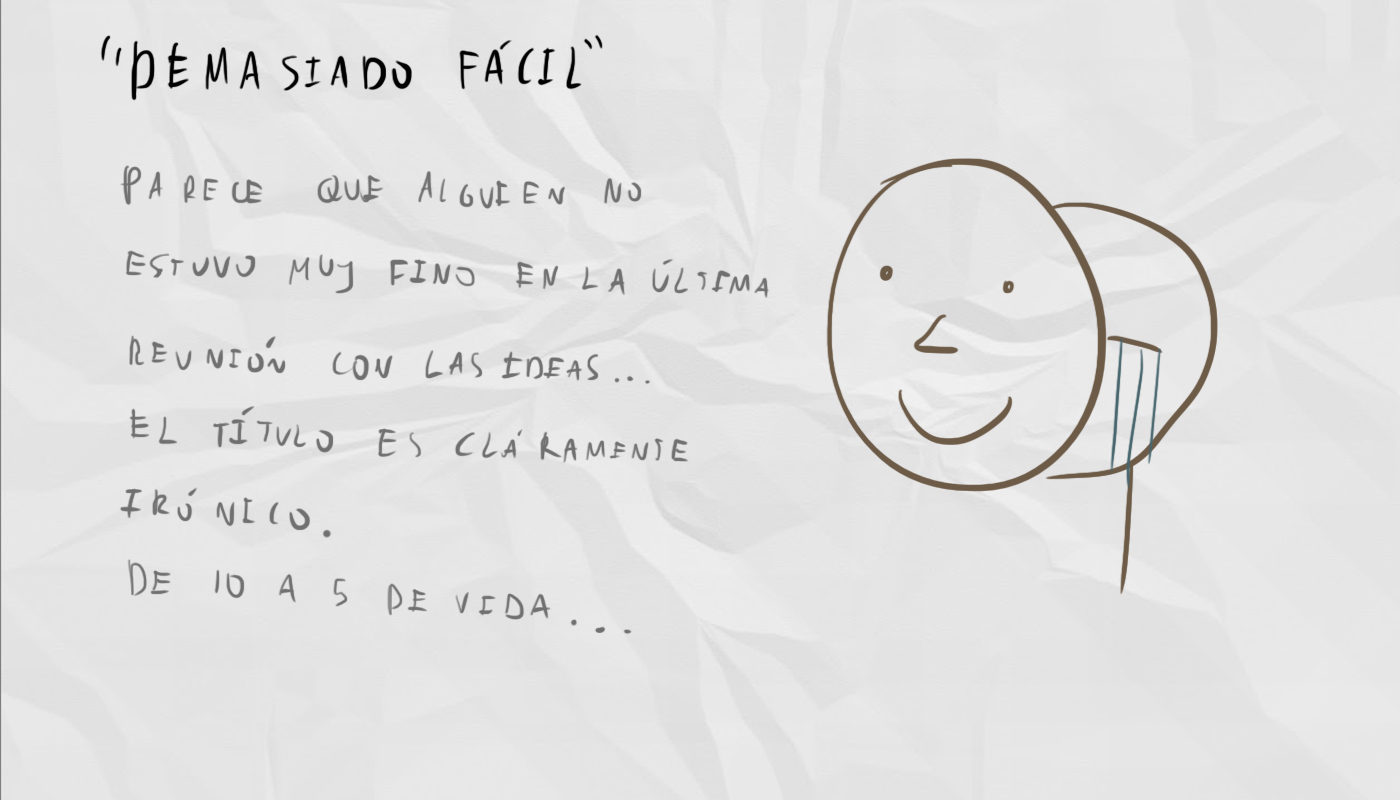 "DEMASIADO FÁCIL"
PARECE QUE ALGUIEN NO
ESTUVO MUY FINO EN LA ÚLTIMA
REUNIÓN CON LAS IDEAS...
EL TÍTULO ES CLARAMENTE
IRÓNICO.
DE 10 A 5 DE VIDA...